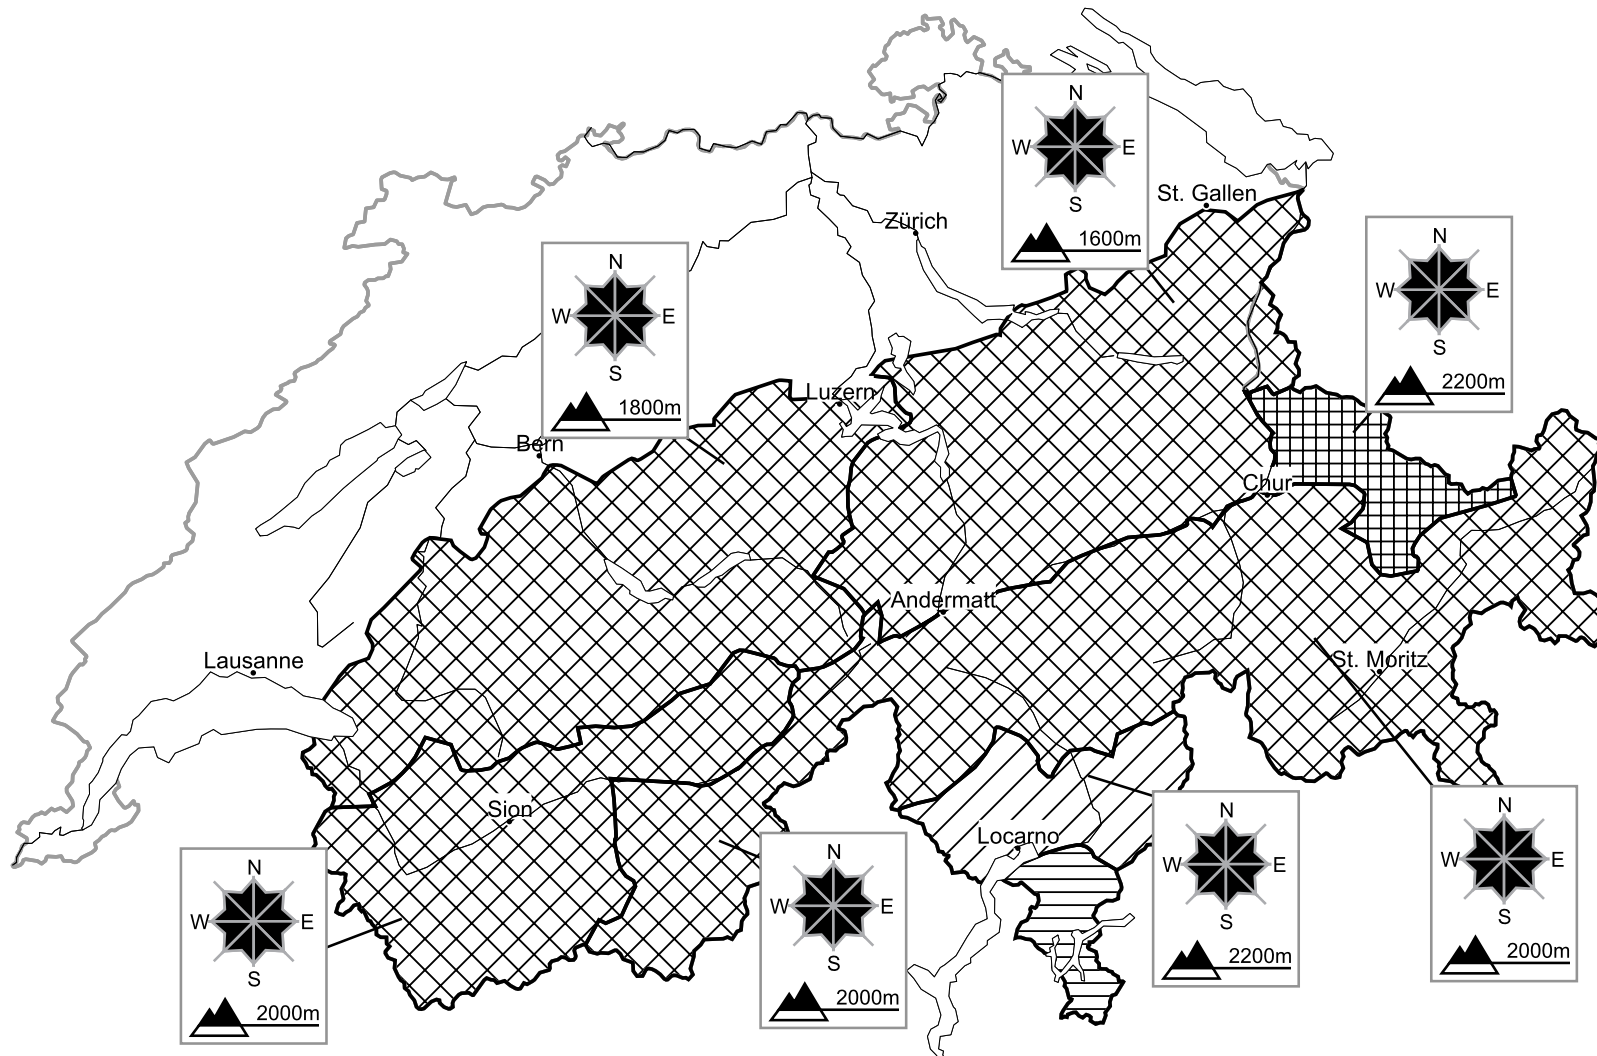 N
W E
S
1600m
St. Gallen
Zürich
N
W E
S
2200m
N
W E
S
1800m
Luzern
Bern
Chur
Andermatt
Lausanne
St. Moritz
Sion
Locarno
N
W E
S
2000m
N
W E
S
2000m
N
W E
S
2200m
N
W E
S
2000m